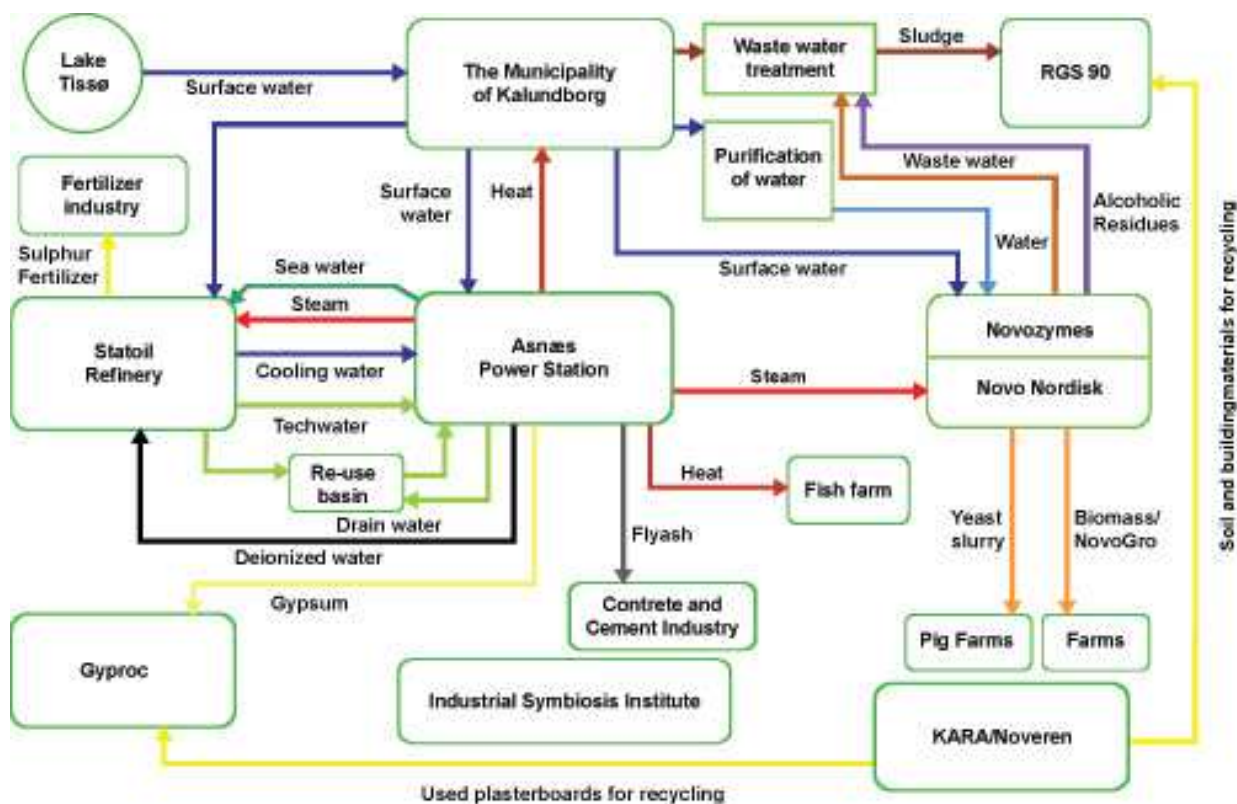 Lake
Tissø
Surface water
The Municipality
of Kalundborg
Waste water
treatment
Sludge
RGS 90
Fertilizer
industry
Sulphur
Fertilizer
Surface
water
Heat
Purification
of water
Waste water
Alcoholic
Residues
Water
Surface water
Soil and buildingmaterials for recycling
Sea water
Steam
Statoil
Refinery
Cooling water
Techwater
Asnæs
Power Station
Steam
Novozymes
Novo Nordisk
Re-use
basin
Drain water
Deionized water
Heat
Fish farm
Flyash
Yeast
slurry
Biomass/
NovoGro
Gypsum
Contrete and
Cement Industry
Pig Farms
Farms
Gyproc
Industrial Symbiosis Institute
KARA/Noveren
Used plasterboards for recycling